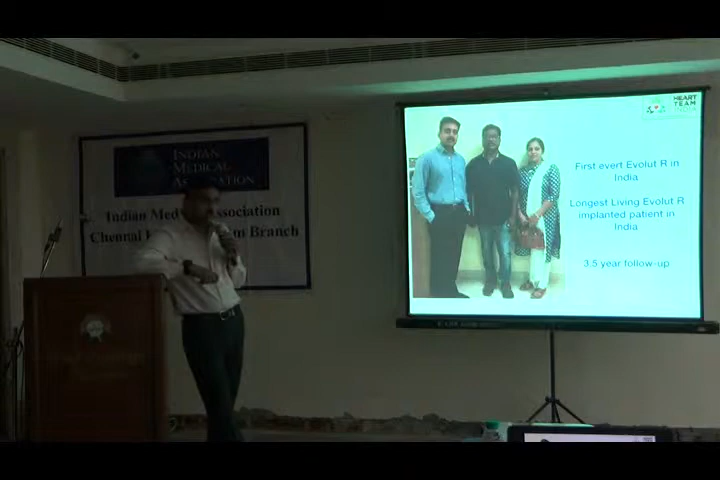 INDIAN
MEDICAL
ASSOCIATION
Indian Medical Association
Chennai Branch
HEART
TEAM
INDIA
First evert Evolut R in
India
Longest Living Evolut R
implanted patient in
India
3.5 year follow-up